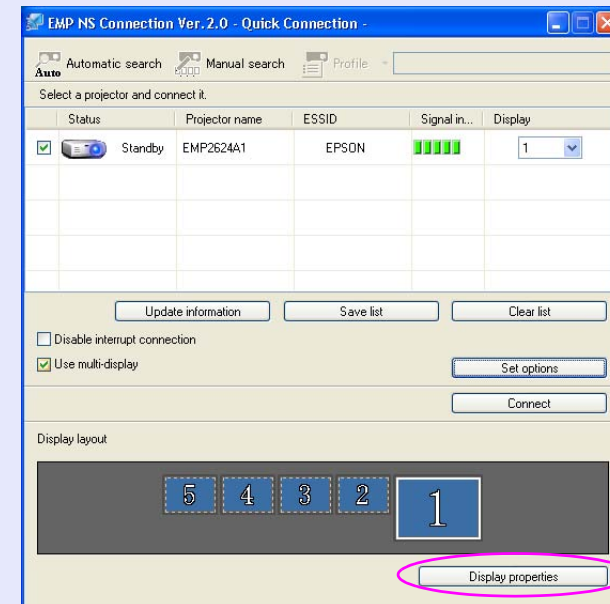 EMP NS Connection Ver.2.0 - Quick Connection -
Auto Automatic search Manual search Profile
Select a projector and connect it.
Status Projector name ESSID Signal in... Display
Standby EMP2624A1 EPSON 1
Update information Save list Clear list
Disable interrupt connection
Use multi-display
Set options
Connect
Display layout
5 4 3 2 1
Display properties